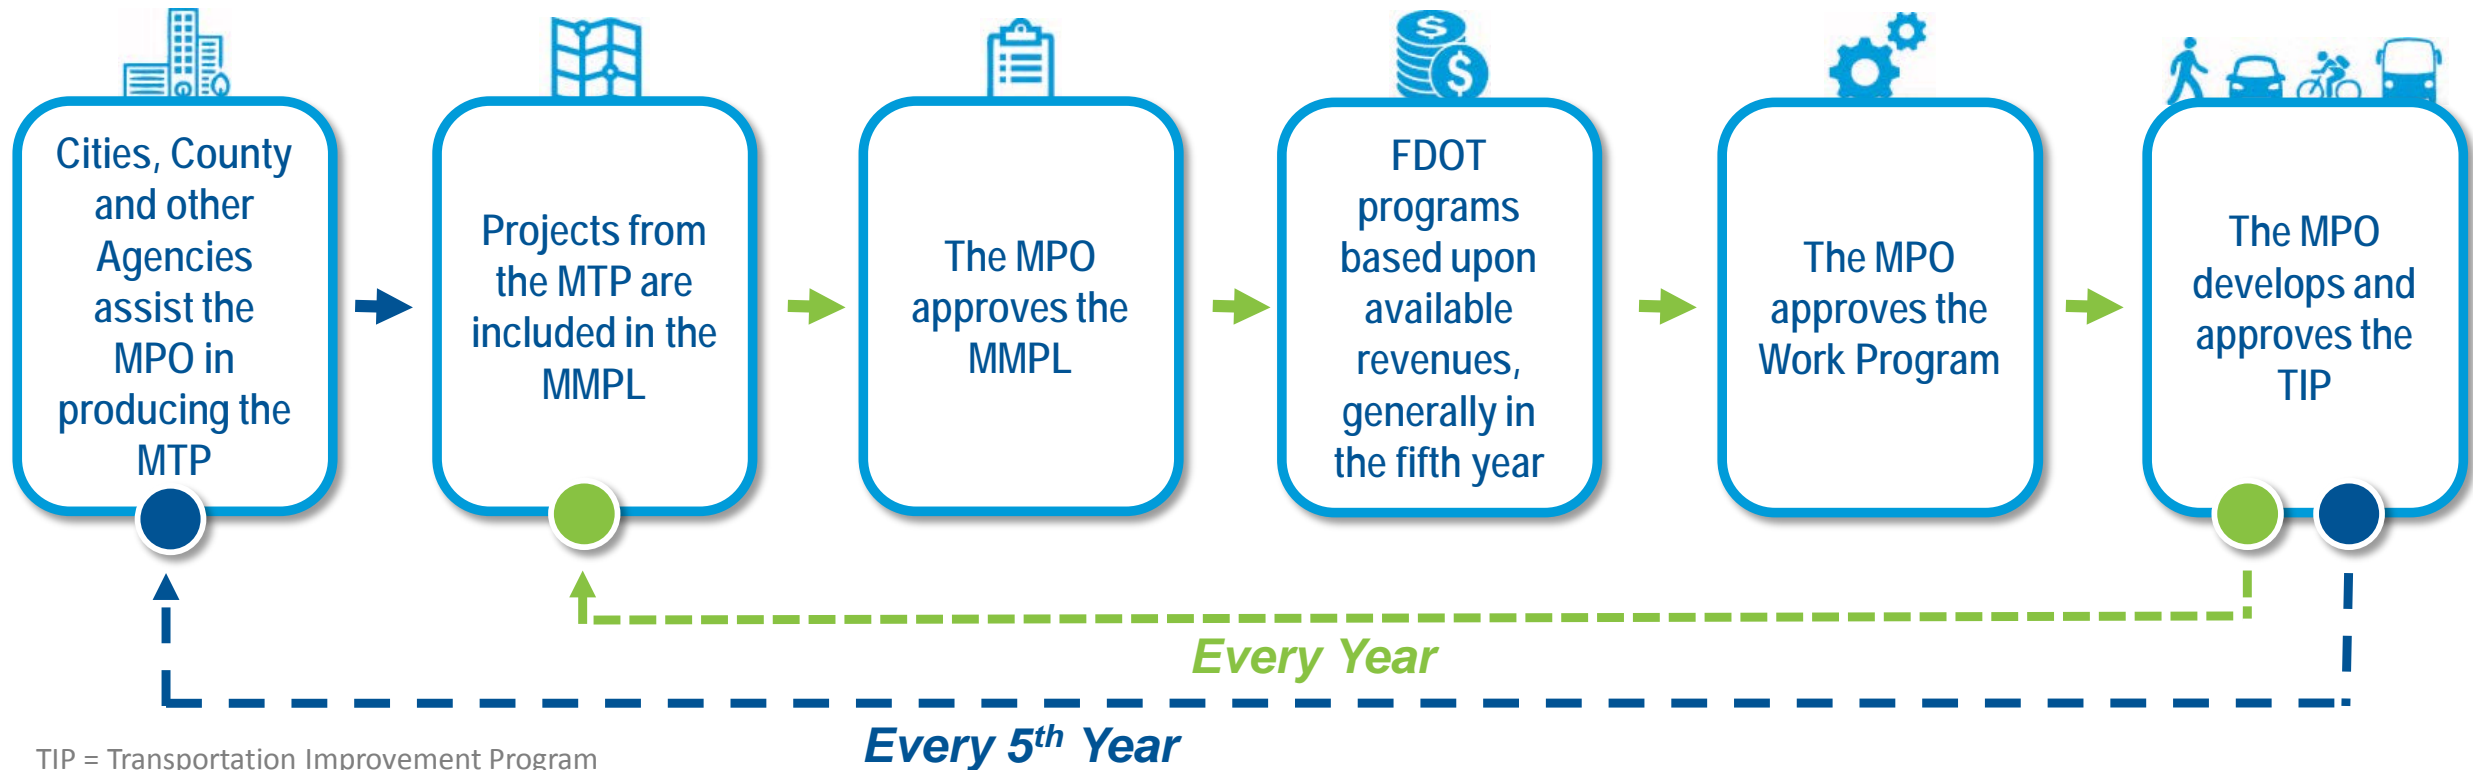 Cities, County
and other
Agencies
assist the
MPO in
producing the
MTP
Projects from
the MTP are
included in the
MMPL
The MPO
approves the
MMPL
FDOT
programs
based upon
available
revenues,
generally in
the fifth year
The MPO
approves the
Work Program
The MPO
develops and
approves the
TIP
Every Year
Every 5th Year
TIP = Transportation Improvement Program